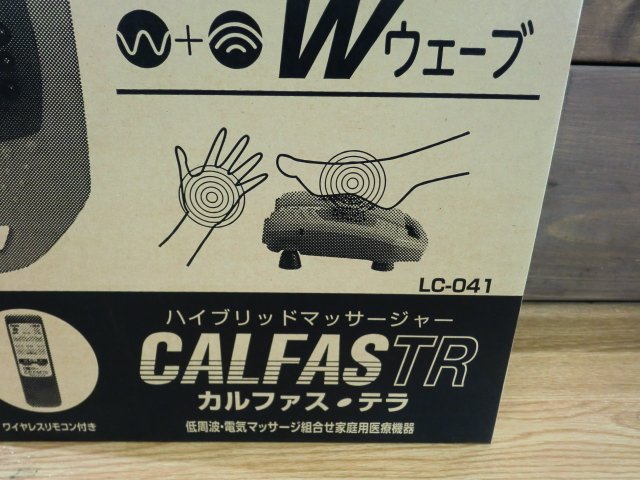 W+ Wウェーブ
LC-041
ハイブリッドマッサージャー
CALFASTR
カルファス・テラ
ワイヤレスリモコン付き
低周波・電気マッサージ組合せ家庭用医療機器